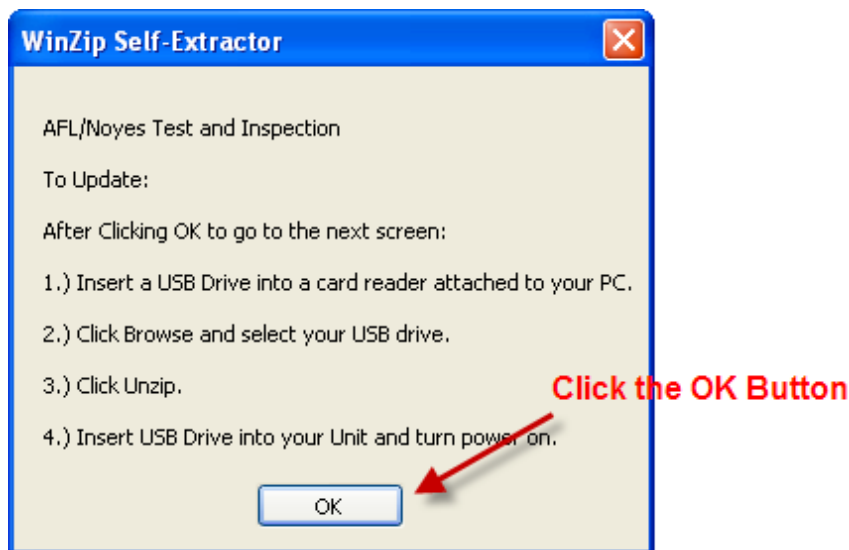 WinZip Self-Extractor
AFL/Noyes Test and Inspection
To Update:
After Clicking OK to go to the next screen:
1.) Insert a USB Drive into a card reader attached to your PC.
2.) Click Browse and select your USB drive.
3.) Click Unzip.
Click the OK Button
4.) Insert USB Drive into your Unit and turn power on.
OK